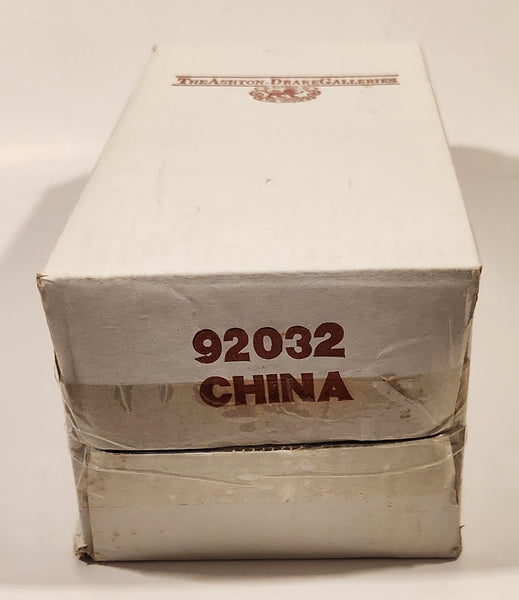 The Ashton-Drake Galleries
92032
CHINA